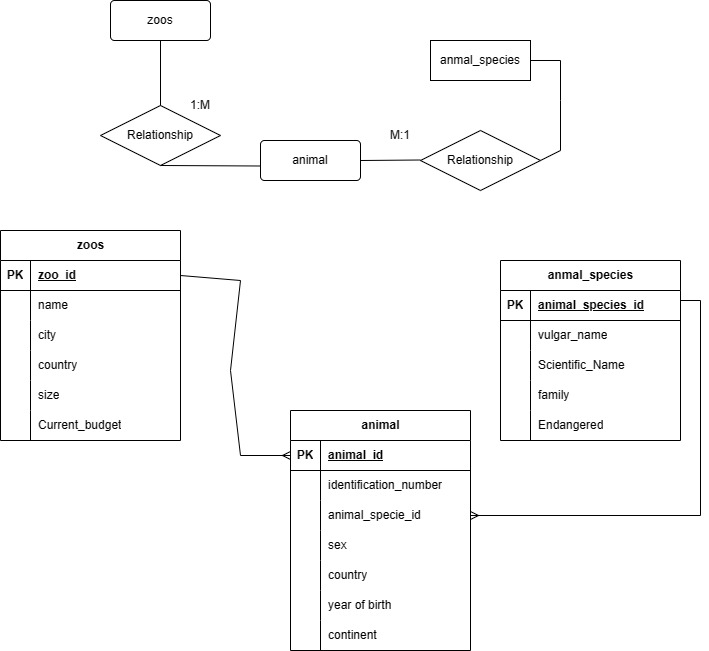 zoos
anmal_species
1:M
Relationship
M:1
animal
Relationship
zoos
PK zoo_id
name
city
country
size
Current_budget
anmal_species
PK animal_species_id
vulgar_name
Scientific_Name
family
Endangered
animal
PK animal_id
identification_number
animal_specie_id
sex
country
year of birth
continent